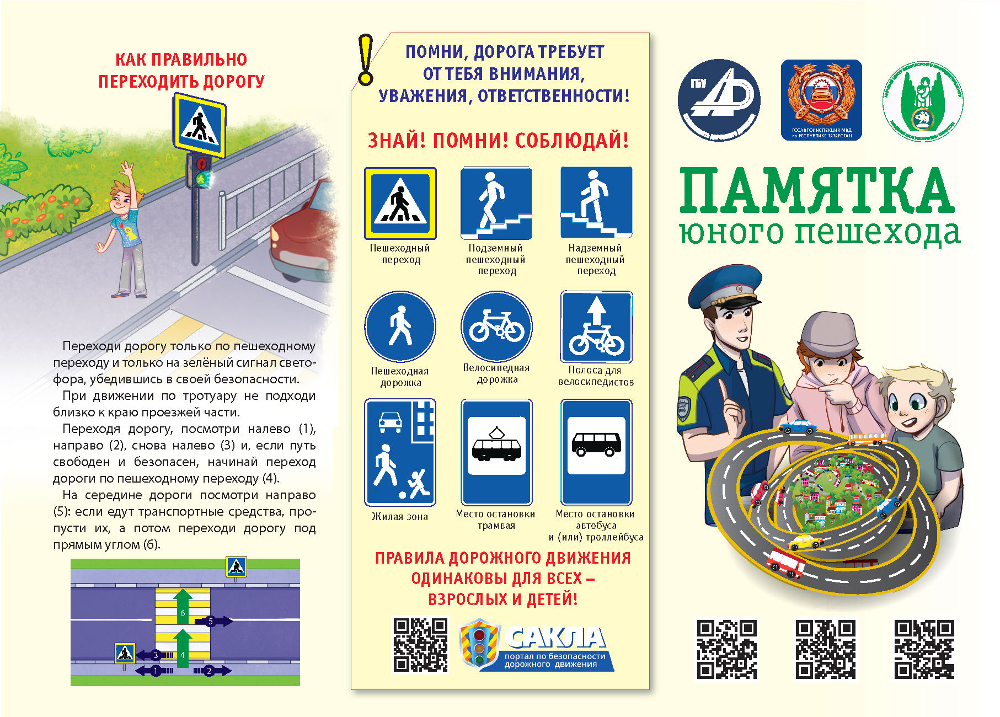 КАК ПРАВИЛЬНО
ПЕРЕХОДИТЬ ДОРОГУ
Переходи дорогу только по пешеходному
переходу и только на зелёный сигнал свето-
фора, убедившись в своей безопасности.
При движении по тротуару не подходи
близко к краю проезжей части.
Переходя дорогу, посмотри налево (1),
направо (2), снова налево (3) и, если путь
свободен и безопасен, начинай переход
дороги по пешеходному переходу (4).
На середине дороги посмотри направо
(5): если едут транспортные средства, про-
пусти их, а потом переходи дорогу под
прямым углом (6).
6
5
3
4
1
2
ПОМНИ, ДОРОГА ТРЕБУЕТ
ОТ ТЕБЯ ВНИМАНИЯ,
УВАЖЕНИЯ, ОТВЕТСТВЕННОСТИ!
ЗНАЙ! ПОМНИ! СОБЛЮДАЙ!
Пешеходный
переход
Подземный
пешеходный
переход
Надземный
пешеходный
переход
Пешеходная
дорожка
Велосипедная
дорожка
Полоса для
велосипедистов
Жилая зона
Место остановки
трамвая
Место остановки
автобуса
и (или) троллейбуса
ПРАВИЛА ДОРОЖНОГО ДВИЖЕНИЯ
ОДИНАКОВЫ ДЛЯ ВСЕХ –
ВЗРОСЛЫХ И ДЕТЕЙ!
САКЛА
портал по безопасности
дорожного движения
ГБУ
ГОСАВТОИНСПЕКЦИЯ МВД
по РЕСПУБЛИКЕ ТАТАРСТАН
ПАМЯТКА
юного пешехода